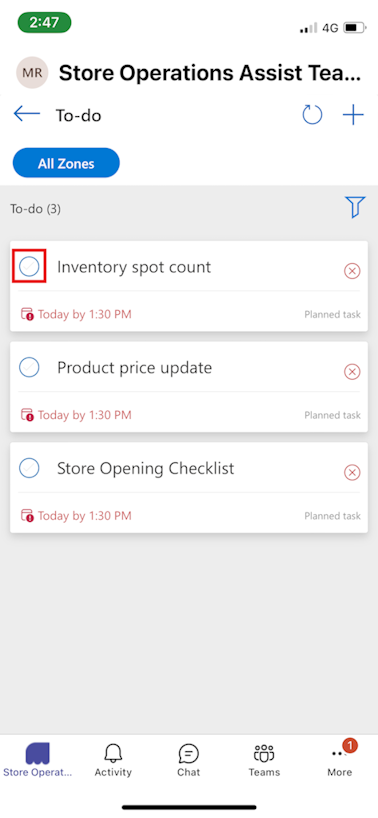 2:47
4G
MR
Store Operations Assist Tea...
To-do
All Zones
To-do (3)
Inventory spot count
Today by 1:30 PM
Planned task
Product price update
Today by 1:30 PM
Planned task
Store Opening Checklist
Today by 1:30 PM
Planned task
1
Store Operat...
Activity
Chat
Teams
More